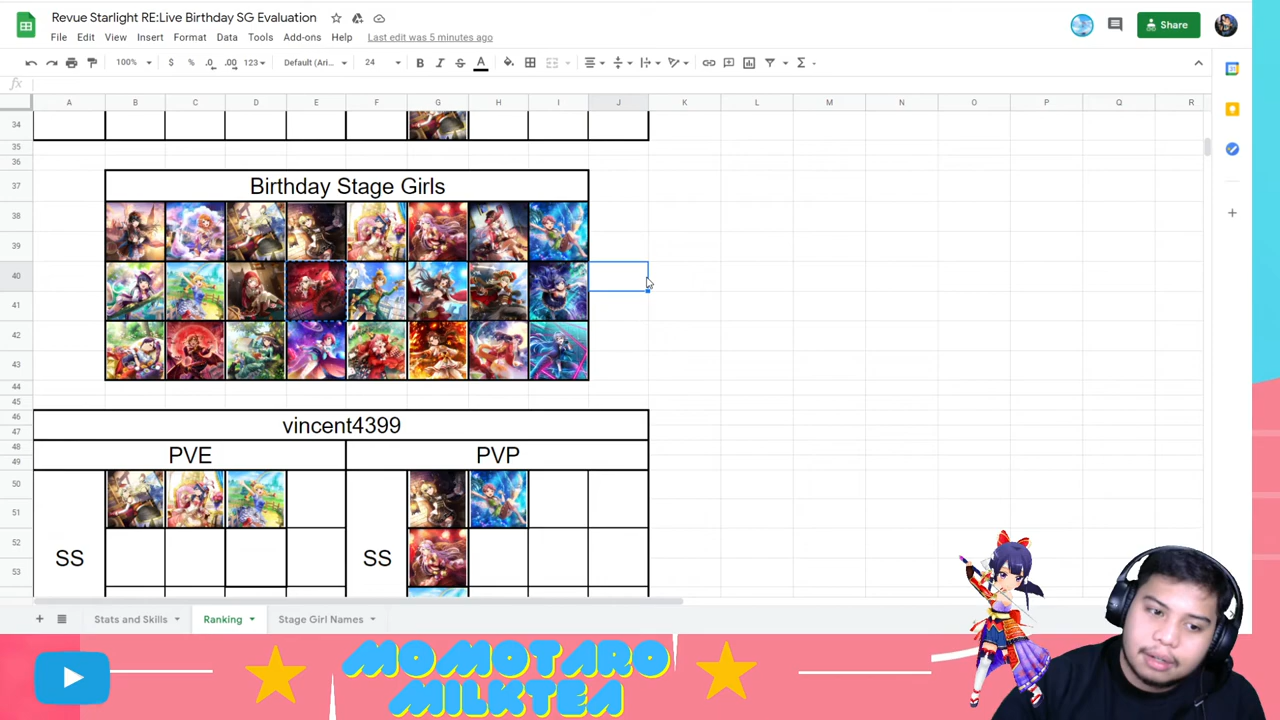 Revue Starlight RE:Live Birthday SG Evaluation
File Edit View Insert Format Data Tools Add-ons Help Last edit was 5 minutes ago
Share
100% $ % .0 .00 123 Default (Ari... 24 B I S A
fx
A B C D E F G H I J K L M N O P Q R
34
35
36
37 Birthday Stage Girls
38
39
40
41
42
43
44
45
46 vincent4399
47
48 PVE PVP
49
50
51
52 SS SS
53
Stats and Skills Ranking Stage Girl Names
MOMOTARO
MILKTEA